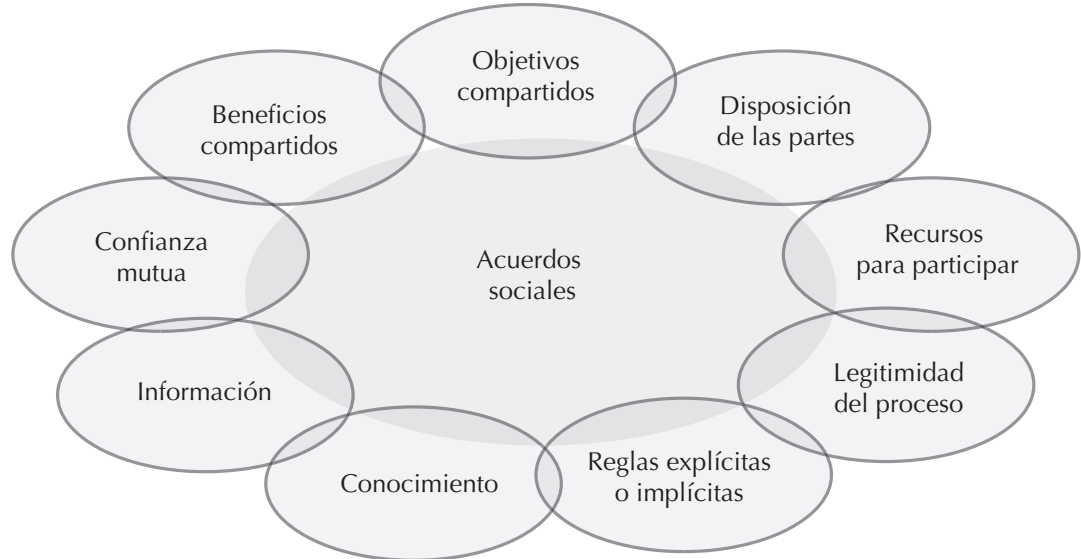 Objetivos
compartidos
Beneficios
compartidos
Disposición
de las partes
Confianza
mutua
Acuerdos
sociales
Recursos
para participar
Información
Legitimidad
del proceso
Conocimiento
Reglas explícitas
o implícitas